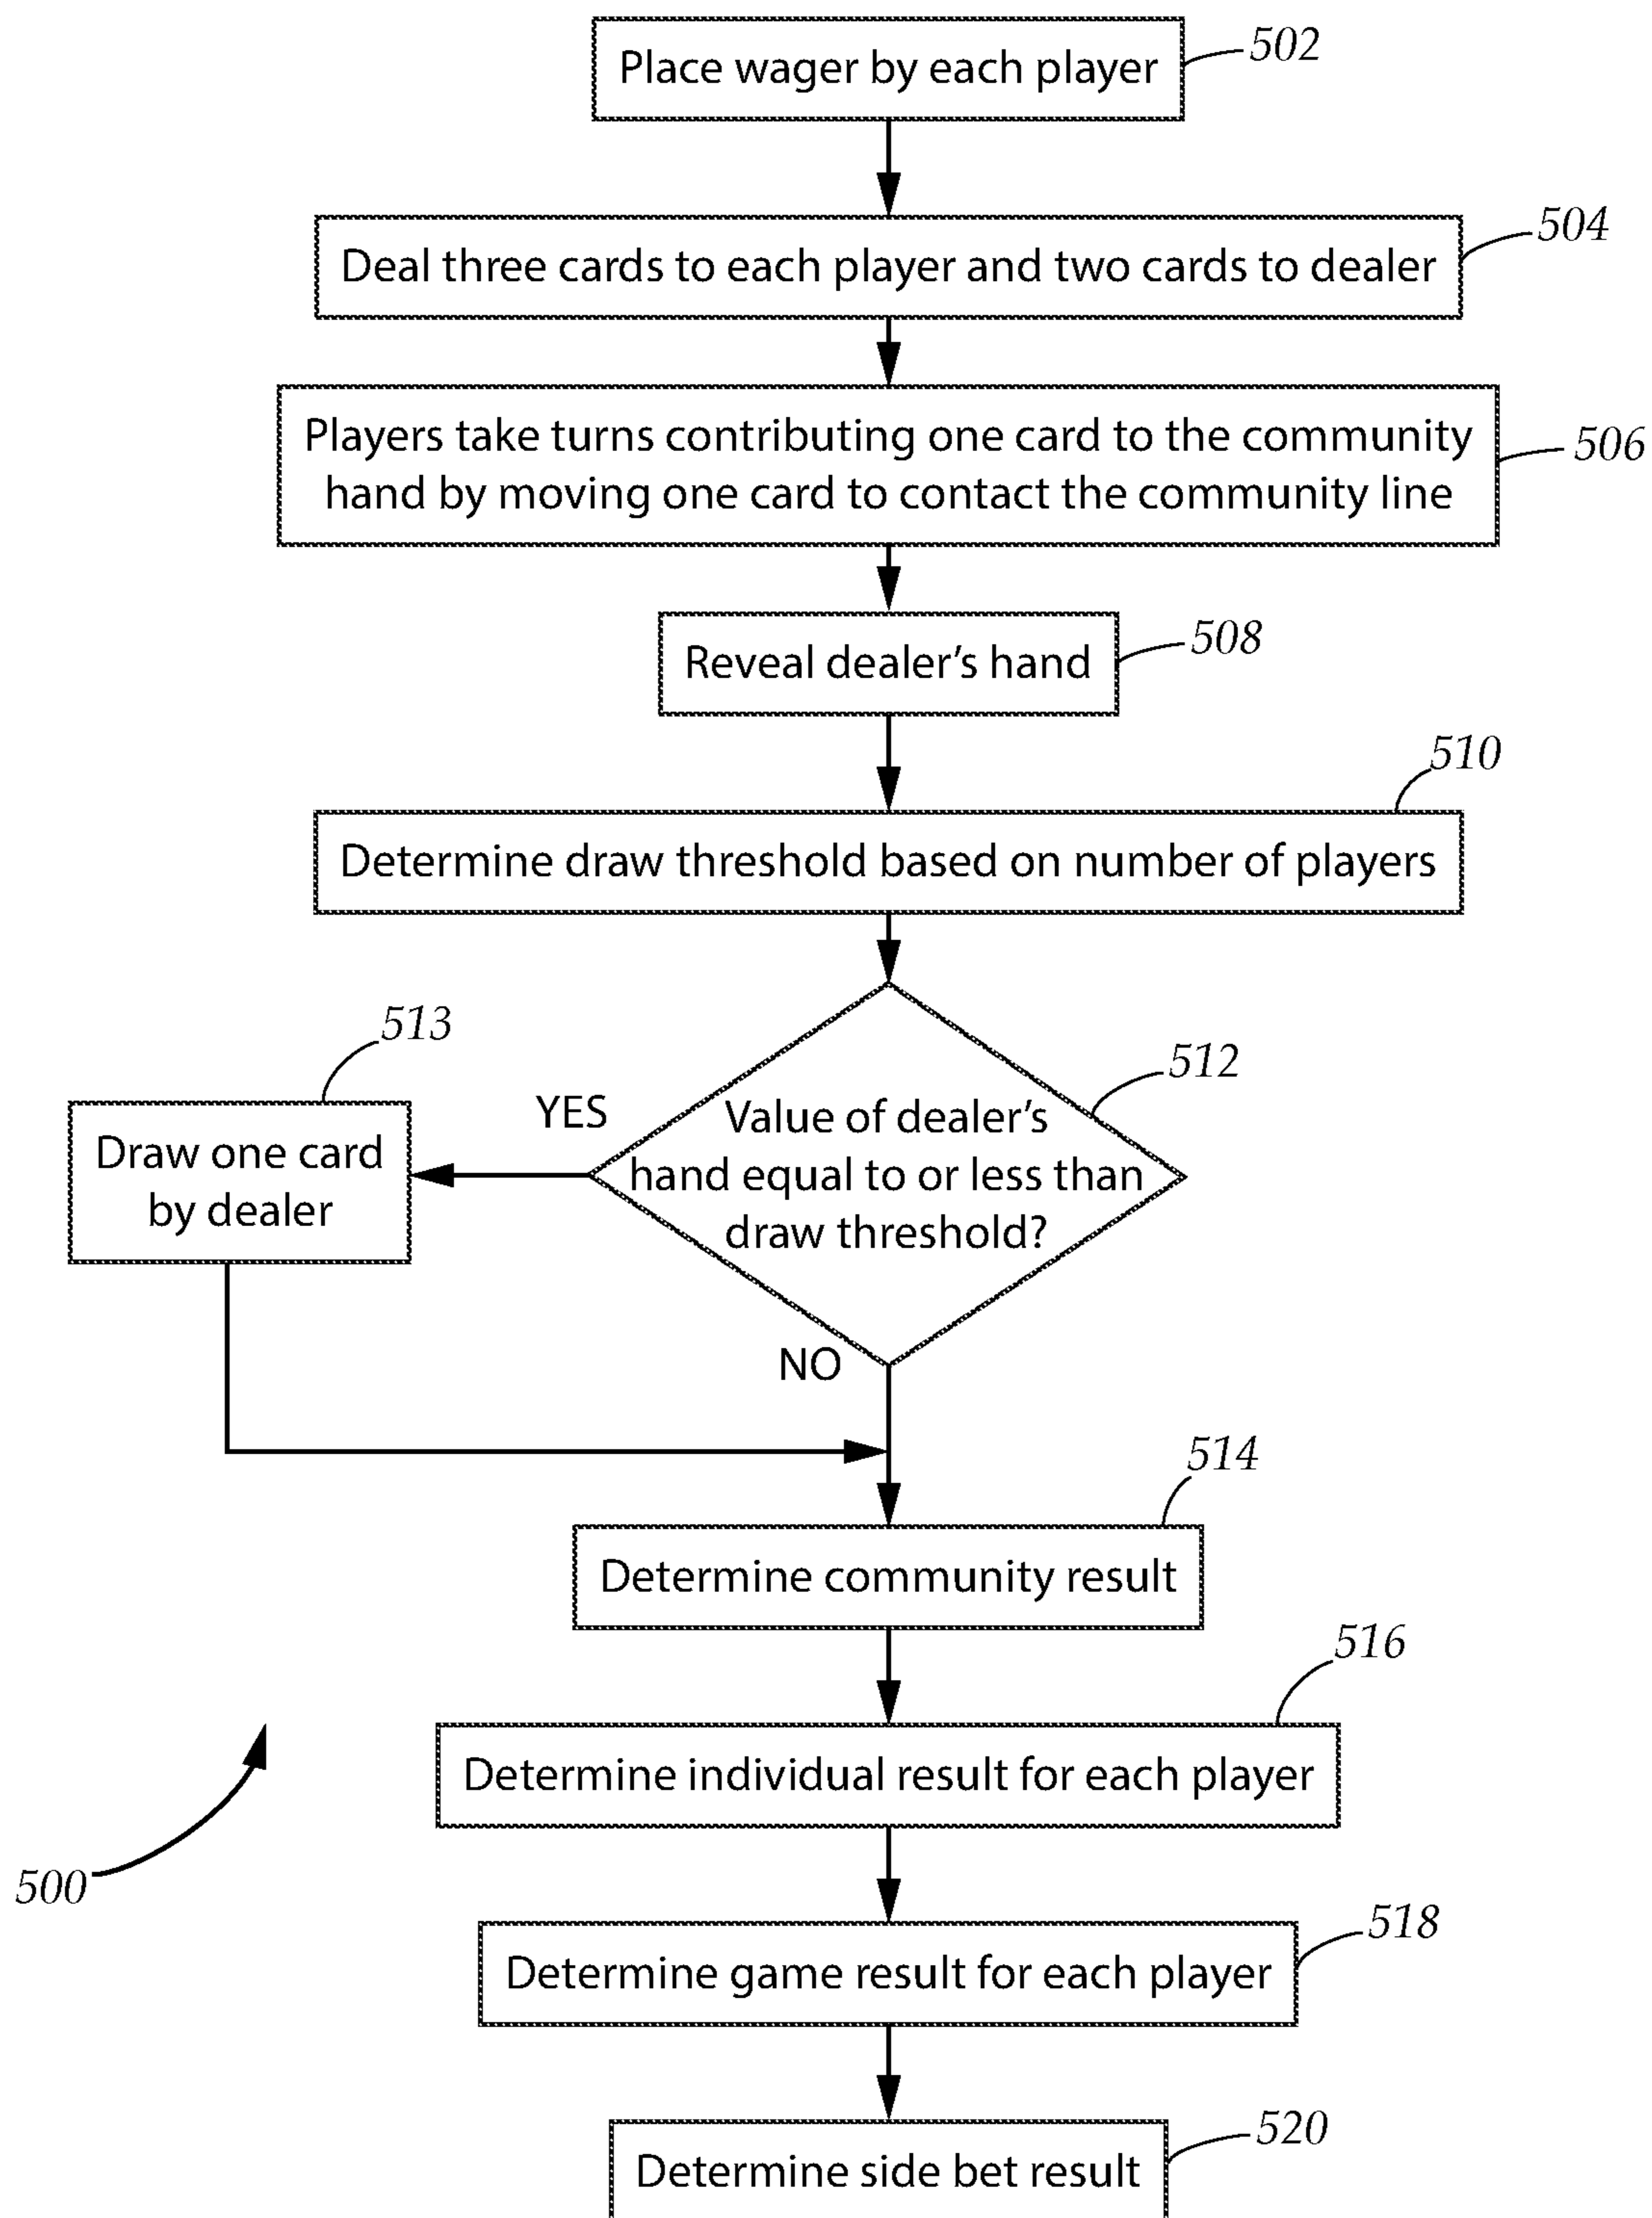 Place wager by each player
502
Deal three cards to each player and two cards to dealer
504
Players take turns contributing one card to the community
hand by moving one card to contact the community line
506
Reveal dealer’s hand
508
510
Determine draw threshold based on number of players
513
512
YES
Draw one card
by dealer
Value of dealer’s
hand equal to or less than
draw threshold?
NO
514
Determine community result
516
Determine individual result for each player
500
518
Determine game result for each player
520
Determine side bet result